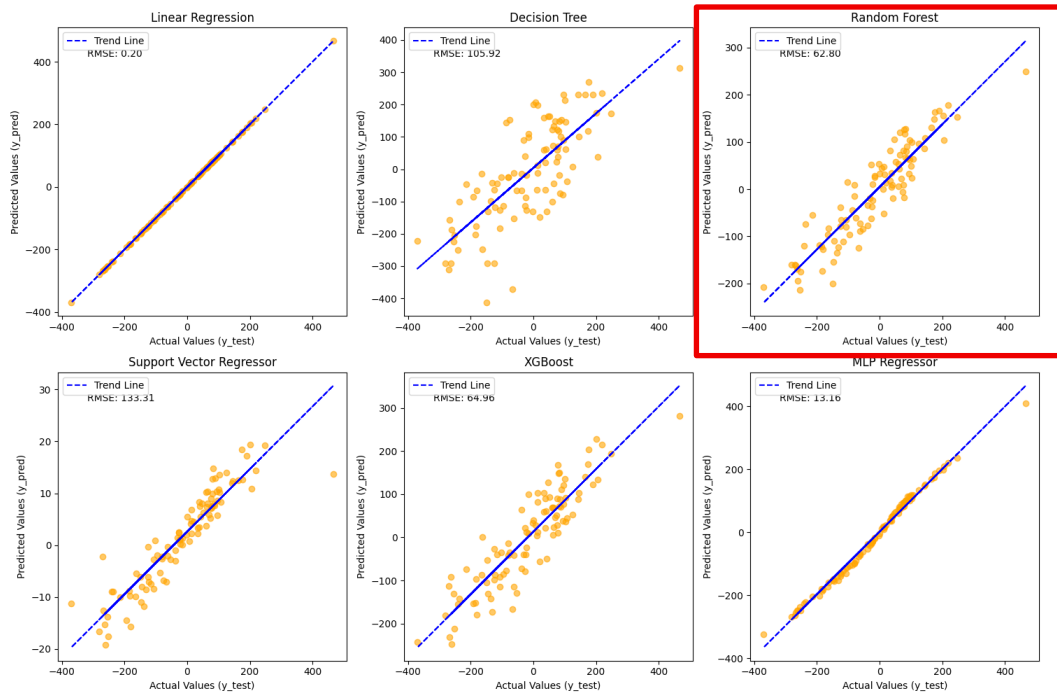 Linear Regression
Trend Line
RMSE: 0.20
400
200
0
−200
−400
Predicted Values (y_pred)
−400 −200 0 200 400
Actual Values (y_test)
Decision Tree
Trend Line
RMSE: 105.92
400
300
200
100
0
−100
−200
−300
−400
Predicted Values (y_pred)
−400 −200 0 200 400
Actual Values (y_test)
Random Forest
Trend Line
RMSE: 62.80
300
200
100
0
−100
−200
Predicted Values (y_pred)
−400 −200 0 200 400
Actual Values (y_test)
Support Vector Regressor
Trend Line
RMSE: 133.31
30
20
10
0
−10
−20
Predicted Values (y_pred)
−400 −200 0 200 400
Actual Values (y_test)
XGBoost
Trend Line
RMSE: 64.96
300
200
100
0
−100
−200
Predicted Values (y_pred)
−400 −200 0 200 400
Actual Values (y_test)
MLP Regressor
Trend Line
RMSE: 13.16
400
200
0
−200
−400
Predicted Values (y_pred)
−400 −200 0 200 400
Actual Values (y_test)